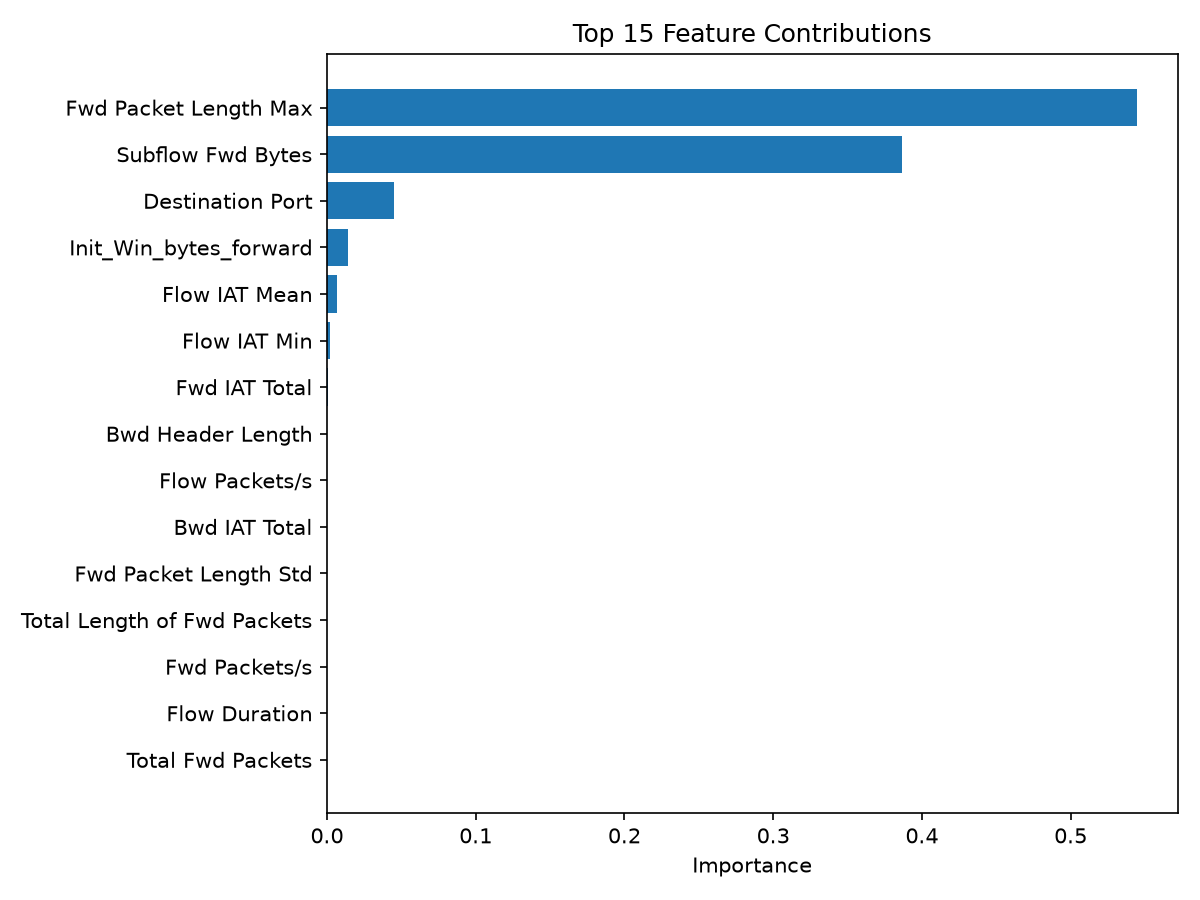 Top 15 Feature Contributions
Fwd Packet Length Max
Subflow Fwd Bytes
Destination Port
Init_Win_bytes_forward
Flow IAT Mean
Flow IAT Min
Fwd IAT Total
Bwd Header Length
Flow Packets/s
Bwd IAT Total
Fwd Packet Length Std
Total Length of Fwd Packets
Fwd Packets/s
Flow Duration
Total Fwd Packets
0.0 0.1 0.2 0.3 0.4 0.5
Importance